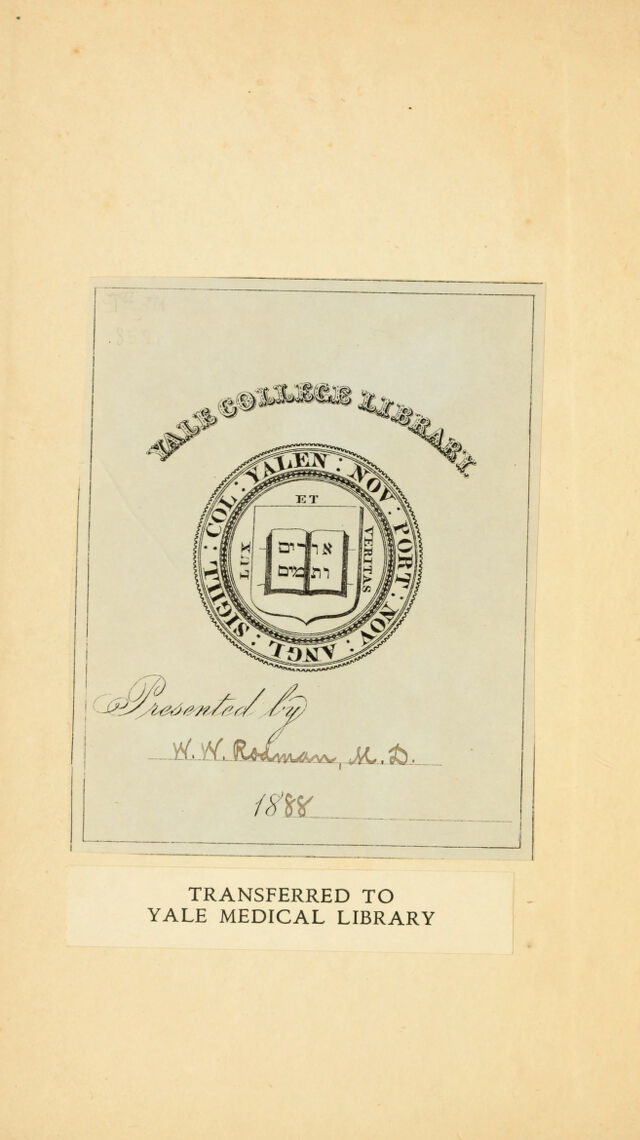 YALE COLLEGE LIBRARY.
SIGILL : COL : YALEN : NOV : PORT : NOV : ANGL :
ET
LUX
VERITAS
אורים
ותמים
Presented by
W. W. Rodman, M. D.
1888
TRANSFERRED TO
YALE MEDICAL LIBRARY